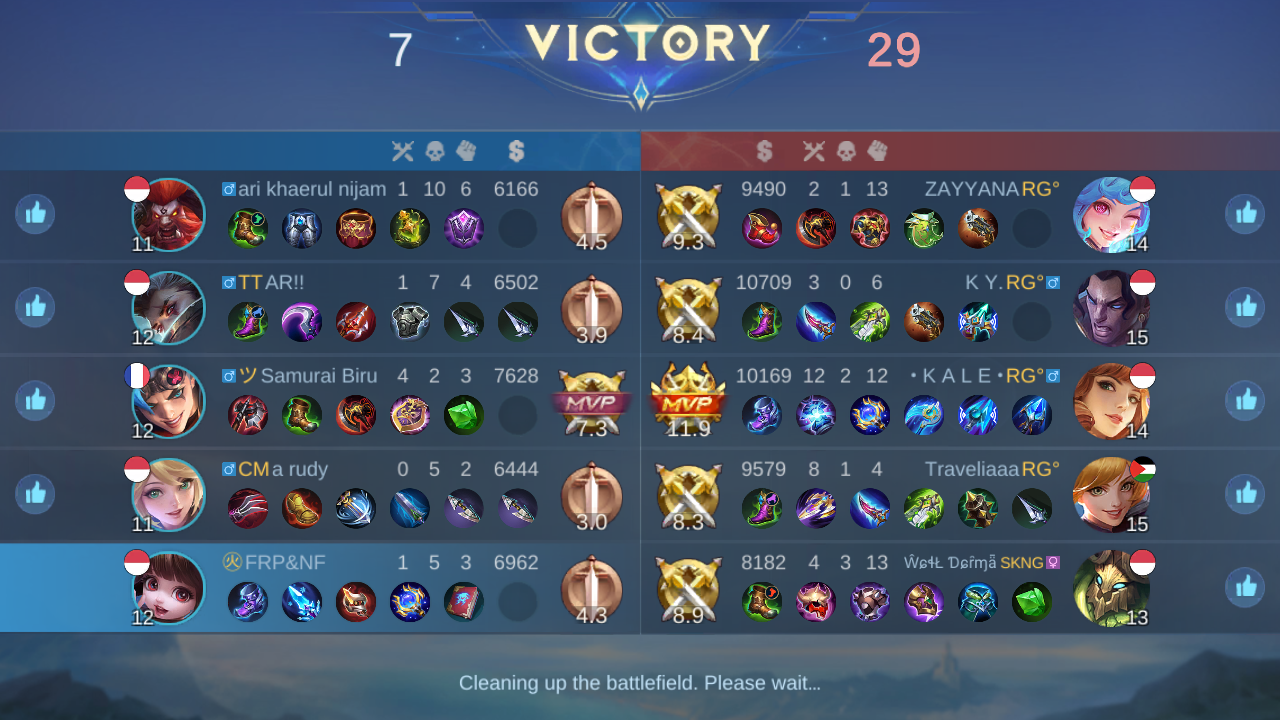 7 VICTORY 29
ari khaerul nijam 1 10 6 6166
11 4.5
9490 2 1 13 ZAYYANA RG°
9.3 14
TT AR!! 1 7 4 6502
12 3.9
10709 3 0 6 K Y. RG°
8.4 15
ツ Samurai Biru 4 2 3 7628
MVP
12 7.3
10169 12 2 12 • K A L E • RG°
MVP
11.9 14
CM a rudy 0 5 2 6444
11 3.0
9579 8 1 4 Traveliaaa RG°
8.3 15
㊋FRP&NF 1 5 3 6962
12 4.3
8182 4 3 13 SKNG
8.9 13
Cleaning up the battlefield. Please wait...